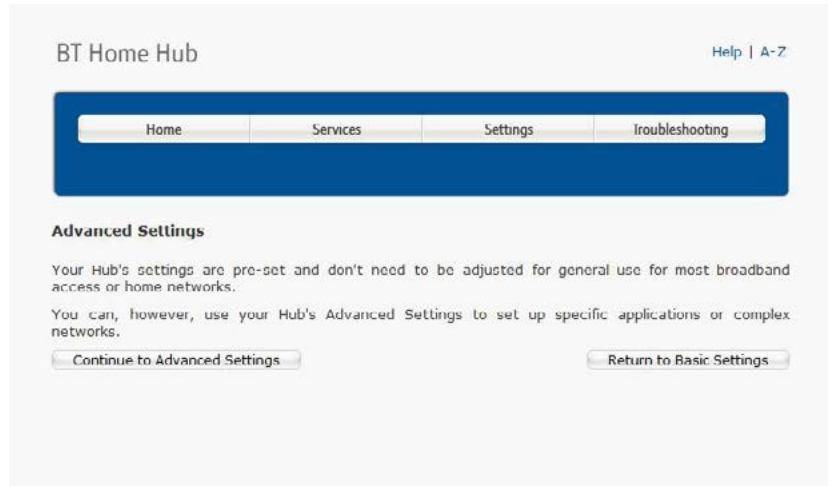 BT Home Hub
Help | A-Z
Home Services Settings Troubleshooting
Advanced Settings
Your Hub's settings are pre-set and don't need to be adjusted for general use for most broadband
access or home networks.
You can, however, use your Hub's Advanced Settings to set up specific applications or complex
networks.
Continue to Advanced Settings Return to Basic Settings